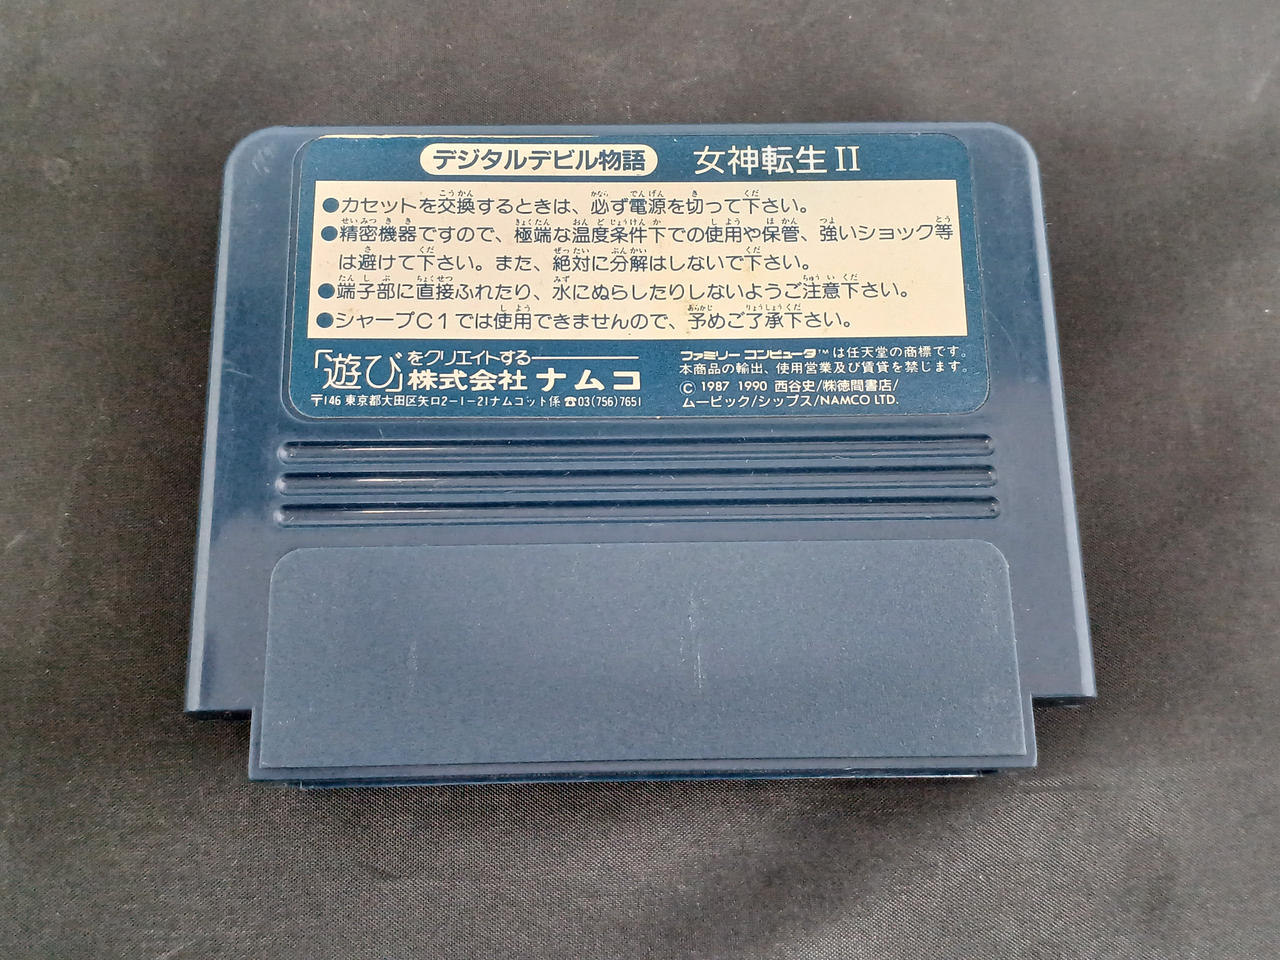 デジタルデビル物語 女神転生II
●カセットを交換するときは、必ず電源を切って下さい。
●精密機器ですので、極端な温度条件下での使用や保管、強いショック等
は避けて下さい。また、絶対に分解はしないで下さい。
●端子部に直接ふれたり、水にぬらしたりしないようご注意下さい。
●シャープC1では使用できませんので、予めご了承下さい。
「遊び」をクリエイトする
株式会社ナムコ
〒146 東京都大田区矢口2-1-21ナムコット係 ☎03(756)7651
ファミリーコンピュータ™は任天堂の商標です。
本商品の輸出、使用営業及び賃貸を禁じます。
© 1987 1990 西谷史/㈱徳間書店/
ムービック/シップス/NAMCO LTD.